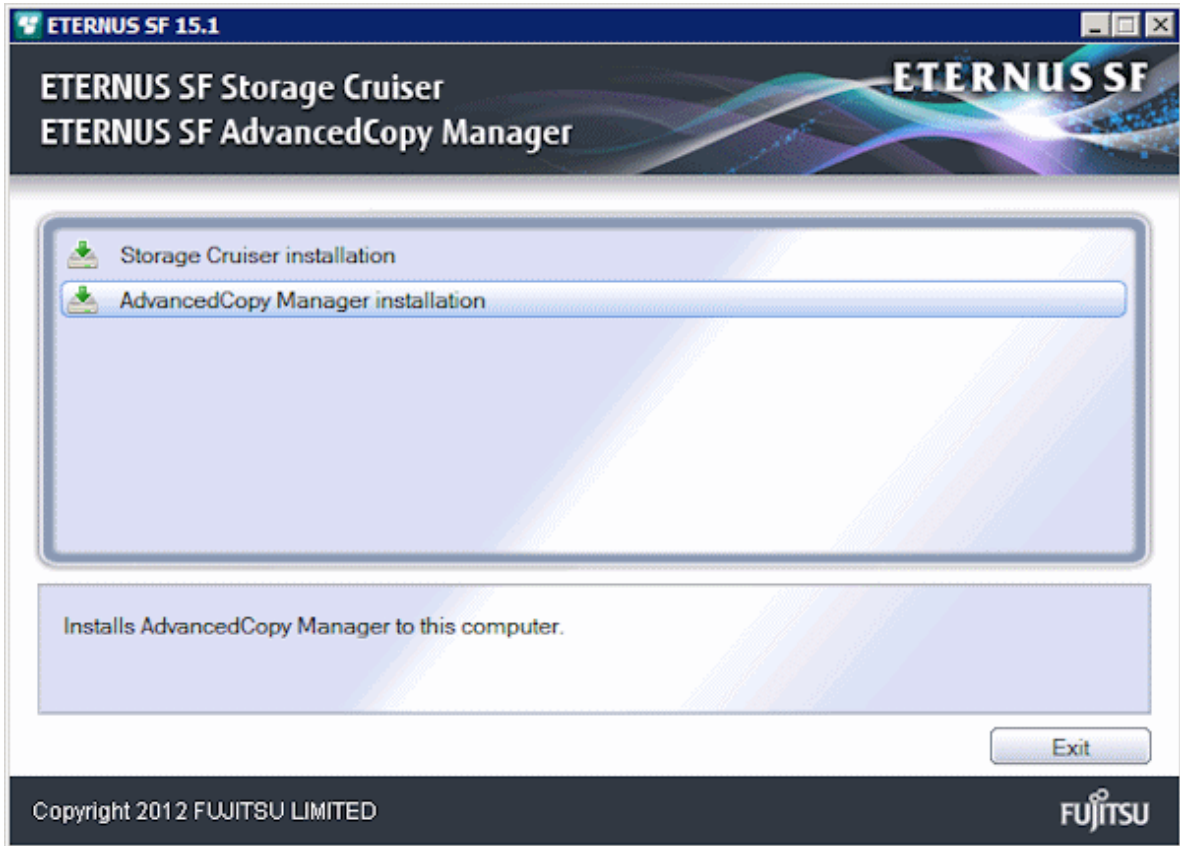 ETERNUS SF 15.1
ETERNUS SF
ETERNUS SF Storage Cruiser
ETERNUS SF AdvancedCopy Manager
Storage Cruiser installation
AdvancedCopy Manager installation
Installs AdvancedCopy Manager to this computer.
Exit
Copyright 2012 FUJITSU LIMITED
FUJITSU